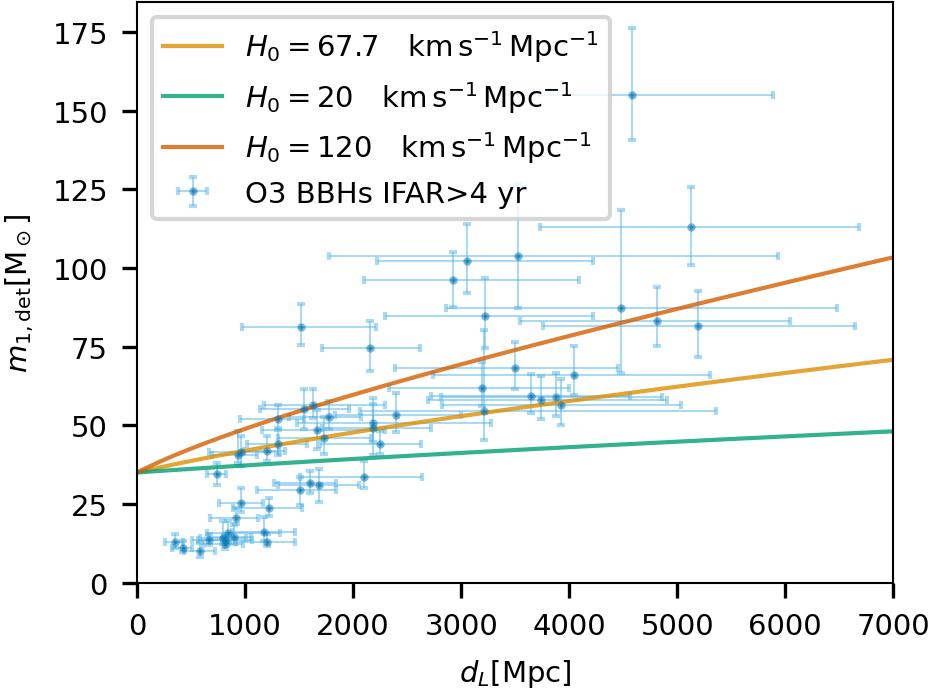 H₀ = 67.7 km s⁻¹ Mpc⁻¹
H₀ = 20 km s⁻¹ Mpc⁻¹
H₀ = 120 km s⁻¹ Mpc⁻¹
O3 BBHs IFAR>4 yr
m₁,det[M⊙]
175
150
125
100
75
50
25
0
0 1000 2000 3000 4000 5000 6000 7000
d_L[Mpc]